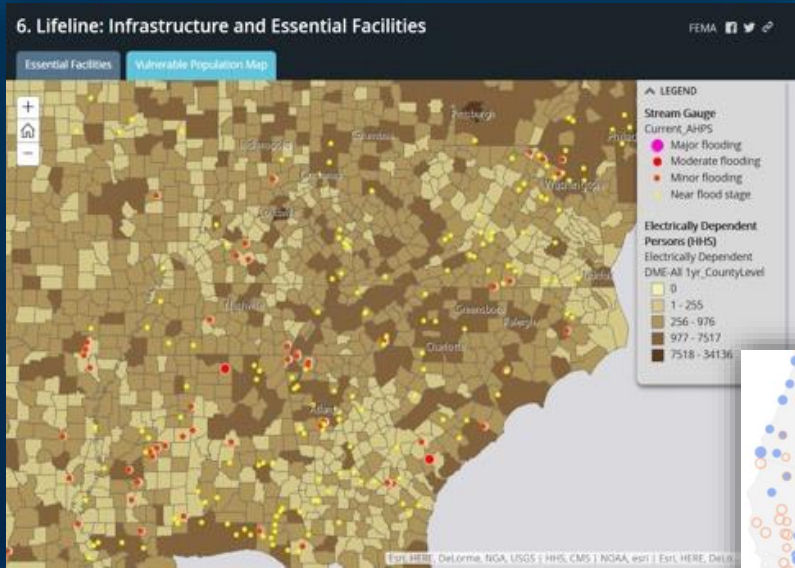 6. Lifeline: Infrastructure and Essential Facilities
FEMA
Essential Facilities
Vulnerable Population Map
+
−
LEGEND
Stream Gauge
Current_AHPS
Major flooding
Moderate flooding
Minor flooding
Near flood stage
Electrically Dependent
Persons (HHS)
Electrically Dependent
DME-All 1yr_CountyLevel
0
1 - 255
256 - 976
977 - 7517
7518 - 34136
Pittsburgh
Columbus
Indianapolis
Cincinnati
Washington
Nashville
Greensboro
Raleigh
Charlotte
Atlanta
Esri, HERE, DeLorme, NGA, USGS | HHS, CMS | NOAA, esri | Esri, HERE,